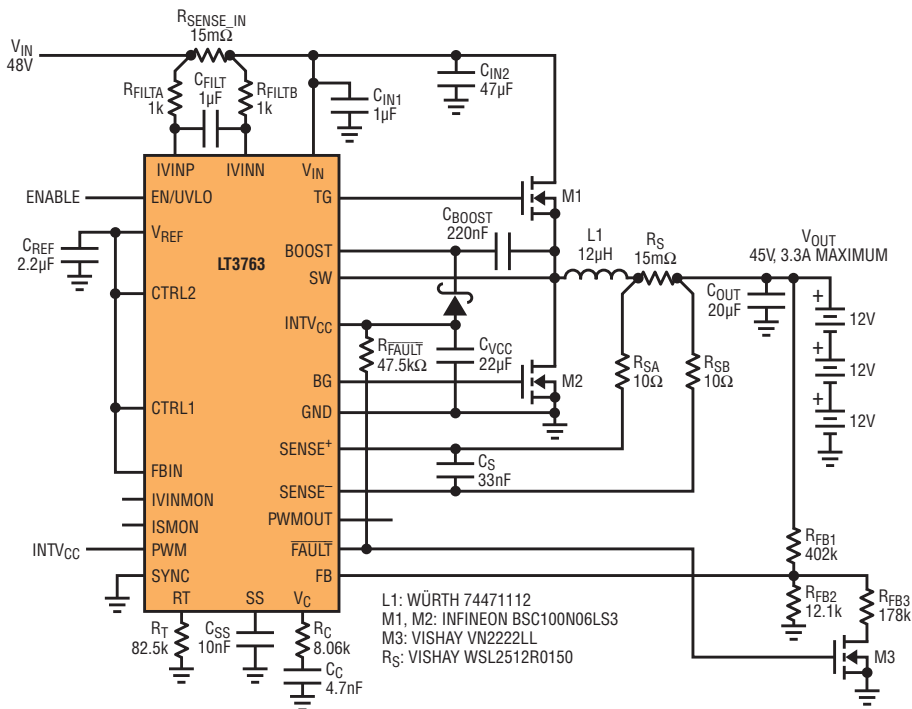 RSENSE_IN
15mΩ
VIN
48V
RFILTA
1k
CFILT
1µF
RFILTB
1k
CIN1
1µF
CIN2
47µF
IVINP
IVINN
VIN
ENABLE
EN/UVLO
TG
M1
CREF
2.2µF
VREF
LT3763
BOOST
CBOOST
220nF
SW
L1
12µH
RS
15mΩ
VOUT
45V, 3.3A MAXIMUM
COUT
20µF
+
12V
+
12V
+
12V
CTRL2
INTVCC
RFAULT
47.5kΩ
CVCC
22µF
RSA
10Ω
RSB
10Ω
BG
M2
CTRL1
GND
SENSE+
CS
33nF
FBIN
SENSE–
IVINMON
PWMOUT
ISMON
INTVCC
PWM
FAULT
RFB1
402k
SYNC
FB
RFB2
12.1k
RFB3
178k
RT
SS
VC
RT
82.5k
CSS
10nF
RC
8.06k
CC
4.7nF
M3
L1: WÜRTH 74471112
M1, M2: INFINEON BSC100N06LS3
M3: VISHAY VN2222LL
RS: VISHAY WSL2512R0150